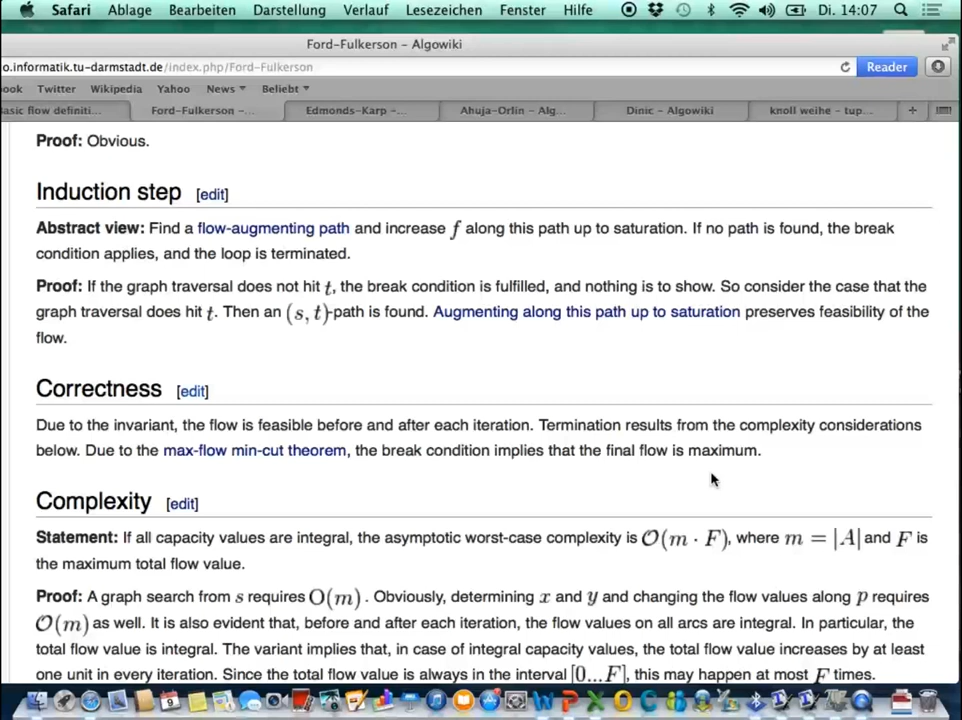 Safari Ablage Bearbeiten Darstellung Verlauf Lesezeichen Fenster Hilfe Di. 14:07
Ford-Fulkerson – Algowiki
o.informatik.tu-darmstadt.de/index.php/Ford-Fulkerson Reader
ook Twitter Wikipedia Yahoo News Beliebt
asic flow definiti... Ford-Fulkerson –... Edmonds-Karp –... Ahuja-Orlin – Alg... Dinic – Algowiki knoll weihe – tup... +
Proof: Obvious.
Induction step [edit]
Abstract view: Find a flow-augmenting path and increase f along this path up to saturation. If no path is found, the break
condition applies, and the loop is terminated.
Proof: If the graph traversal does not hit t, the break condition is fulfilled, and nothing is to show. So consider the case that the
graph traversal does hit t. Then an (s, t)-path is found. Augmenting along this path up to saturation preserves feasibility of the
flow.
Correctness [edit]
Due to the invariant, the flow is feasible before and after each iteration. Termination results from the complexity considerations
below. Due to the max-flow min-cut theorem, the break condition implies that the final flow is maximum.
Complexity [edit]
Statement: If all capacity values are integral, the asymptotic worst-case complexity is O(m · F), where m = |A| and F is
the maximum total flow value.
Proof: A graph search from s requires O(m). Obviously, determining x and y and changing the flow values along p requires
O(m) as well. It is also evident that, before and after each iteration, the flow values on all arcs are integral. In particular, the
total flow value is integral. The variant implies that, in case of integral capacity values, the total flow value increases by at least
one unit in every iteration. Since the total flow value is always in the interval [0...F], this may happen at most F times.